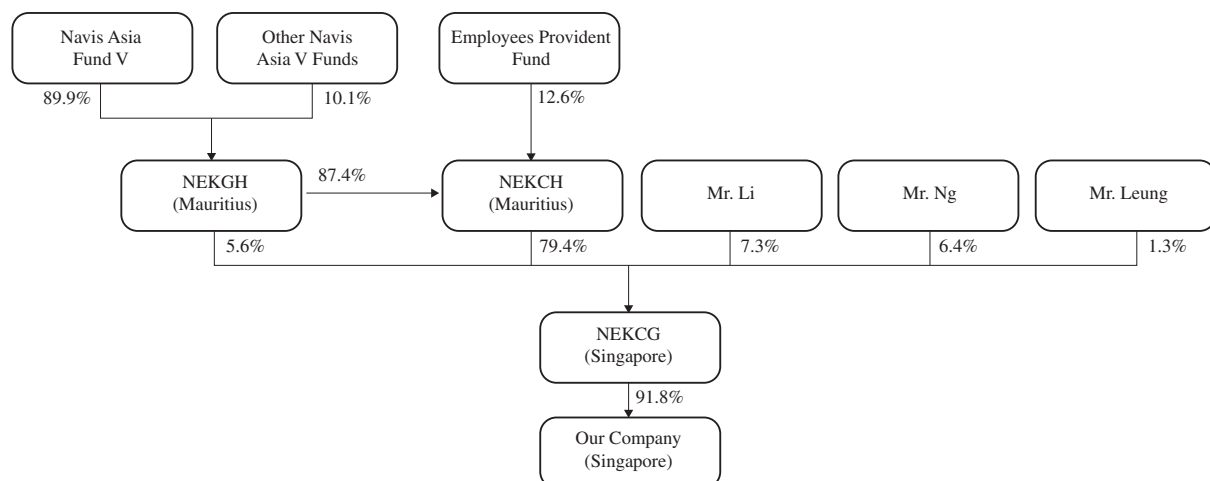 Navis Asia
Fund V
Other Navis
Asia V Funds
Employees Provident
Fund
89.9%
10.1%
12.6%
NEKGH
(Mauritius)
87.4%
NEKCH
(Mauritius)
Mr. Li
Mr. Ng
Mr. Leung
5.6%
79.4%
7.3%
6.4%
1.3%
NEKCG
(Singapore)
91.8%
Our Company
(Singapore)